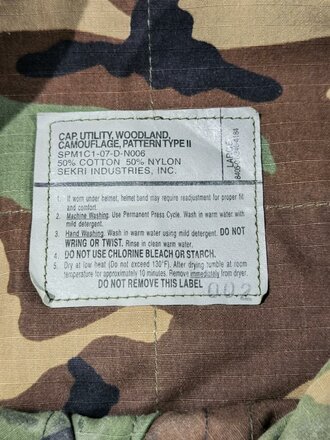 CAP, UTILITY, WOODLAND,
CAMOUFLAGE, PATTERN TYPE II
SPM1C1-07-D-N006
50% COTTON 50% NYLON
SEKRI INDUSTRIES, INC.
1. If worn under helmet, helmet band may require readjustment for proper fit
and comfort.
2. Machine Washing. Use Permanent Press Cycle. Wash in warm water with
mild detergent.
3. Hand Washing. Wash in warm water using mild detergent. DO NOT
WRING OR TWIST. Rinse in clean warm water.
4. DO NOT USE CHLORINE BLEACH OR STARCH.
5. Dry at low heat (Do not exceed 130°F). After drying tumble at room
temperature for approximately 10 minutes. Remove immediately from dryer.
DO NOT REMOVE THIS LABEL
002